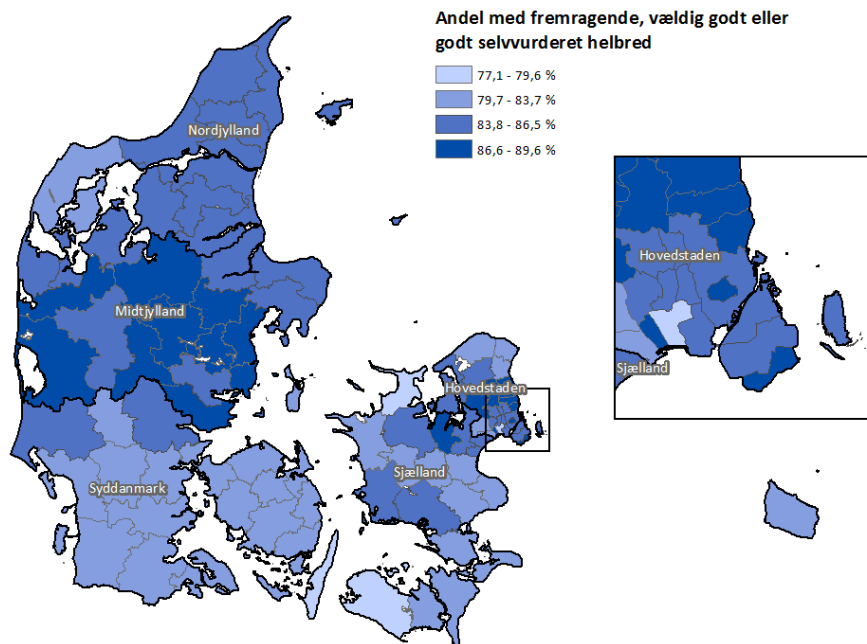 Andel med fremragende, vældig godt eller
godt selvvurderet helbred
77,1 - 79,6 %
79,7 - 83,7 %
83,8 - 86,5 %
86,6 - 89,6 %
Nordjylland
Midtjylland
Syddanmark
Hovedstaden
Sjælland
Hovedstaden
Sjælland